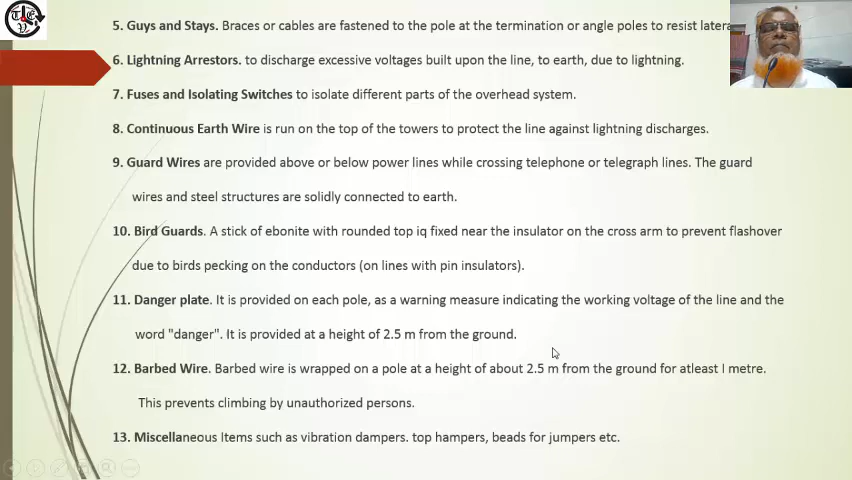 5. Guys and Stays. Braces or cables are fastened to the pole at the termination or angle poles to resist latera
6. Lightning Arrestors. to discharge excessive voltages built upon the line, to earth, due to lightning.
7. Fuses and Isolating Switches to isolate different parts of the overhead system.
8. Continuous Earth Wire is run on the top of the towers to protect the line against lightning discharges.
9. Guard Wires are provided above or below power lines while crossing telephone or telegraph lines. The guard
wires and steel structures are solidly connected to earth.
10. Bird Guards. A stick of ebonite with rounded top iq fixed near the insulator on the cross arm to prevent flashover
due to birds pecking on the conductors (on lines with pin insulators).
11. Danger plate. It is provided on each pole, as a warning measure indicating the working voltage of the line and the
word "danger". It is provided at a height of 2.5 m from the ground.
12. Barbed Wire. Barbed wire is wrapped on a pole at a height of about 2.5 m from the ground for atleast I metre.
This prevents climbing by unauthorized persons.
13. Miscellaneous Items such as vibration dampers. top hampers, beads for jumpers etc.